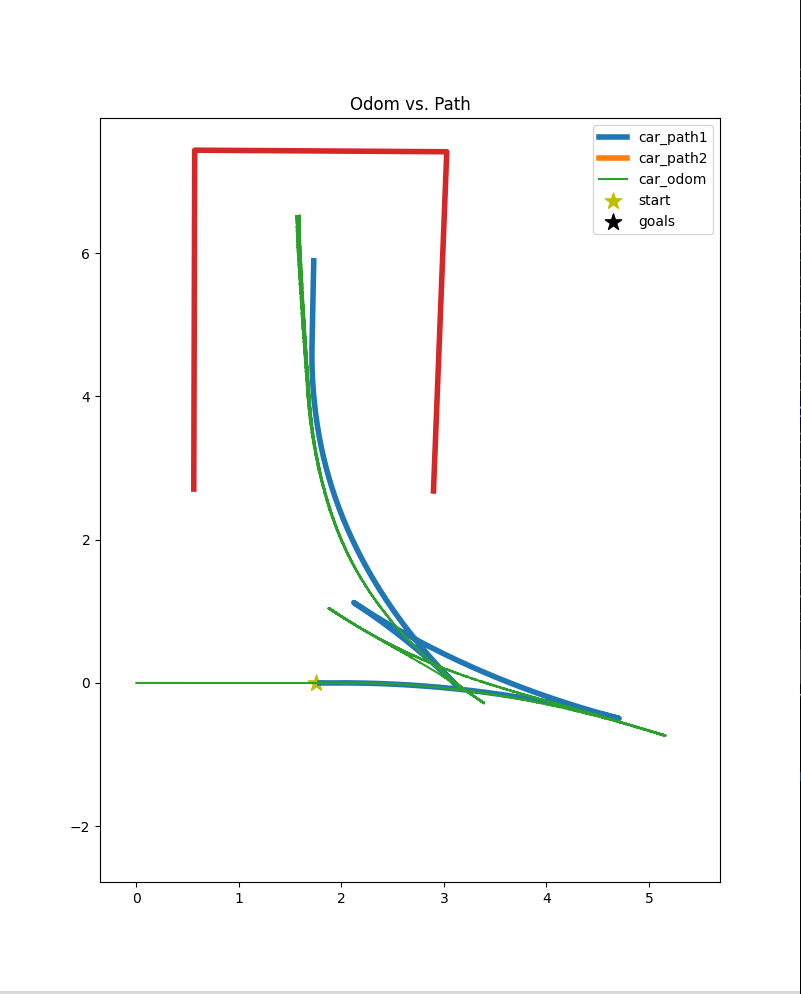 Odom vs. Path
car_path1
car_path2
car_odom
start
goals
6
4
2
0
−2
0 1 2 3 4 5